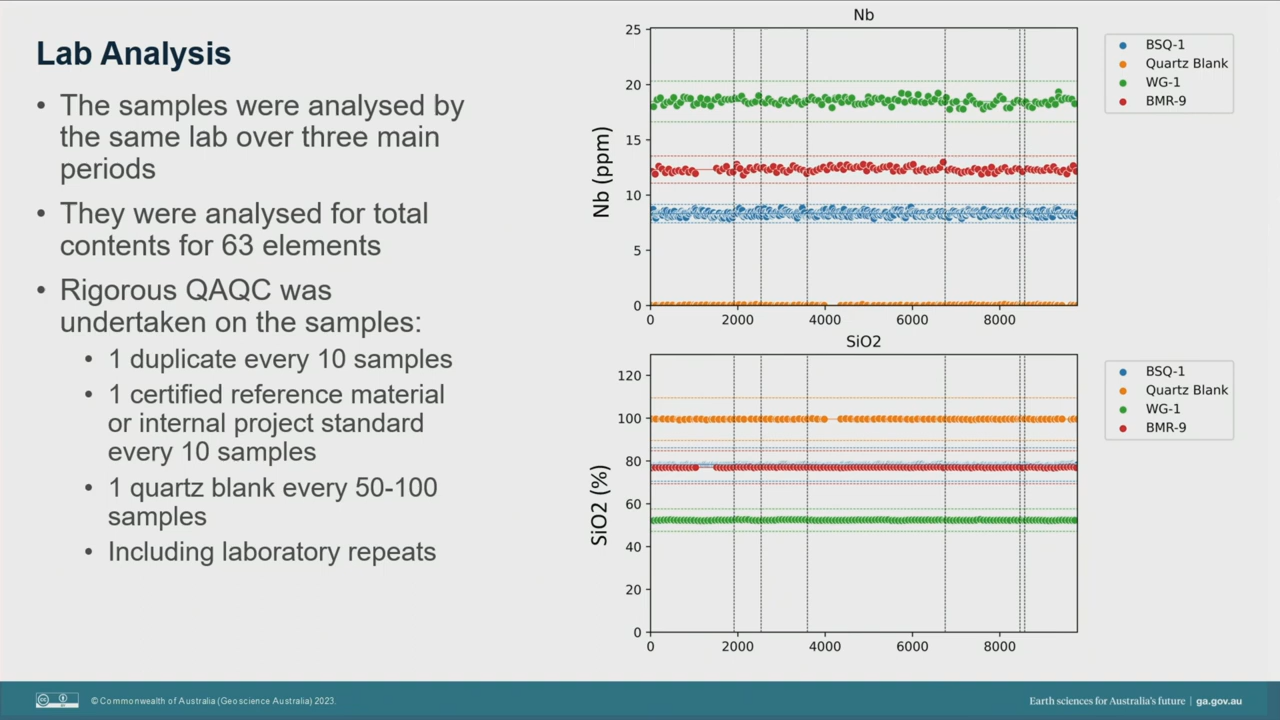 Lab Analysis
• The samples were analysed by
the same lab over three main
periods
• They were analysed for total
contents for 63 elements
• Rigorous QAQC was
undertaken on the samples:
• 1 duplicate every 10 samples
• 1 certified reference material
or internal project standard
every 10 samples
• 1 quartz blank every 50-100
samples
• Including laboratory repeats
Nb
25
20
15
10
5
0
Nb (ppm)
0 2000 4000 6000 8000
BSQ-1
Quartz Blank
WG-1
BMR-9
SiO2
120
100
80
60
40
20
0
SiO2 (%)
0 2000 4000 6000 8000
BSQ-1
Quartz Blank
WG-1
BMR-9
© Commonwealth of Australia (Geoscience Australia) 2023.
Earth sciences for Australia's future | ga.gov.au